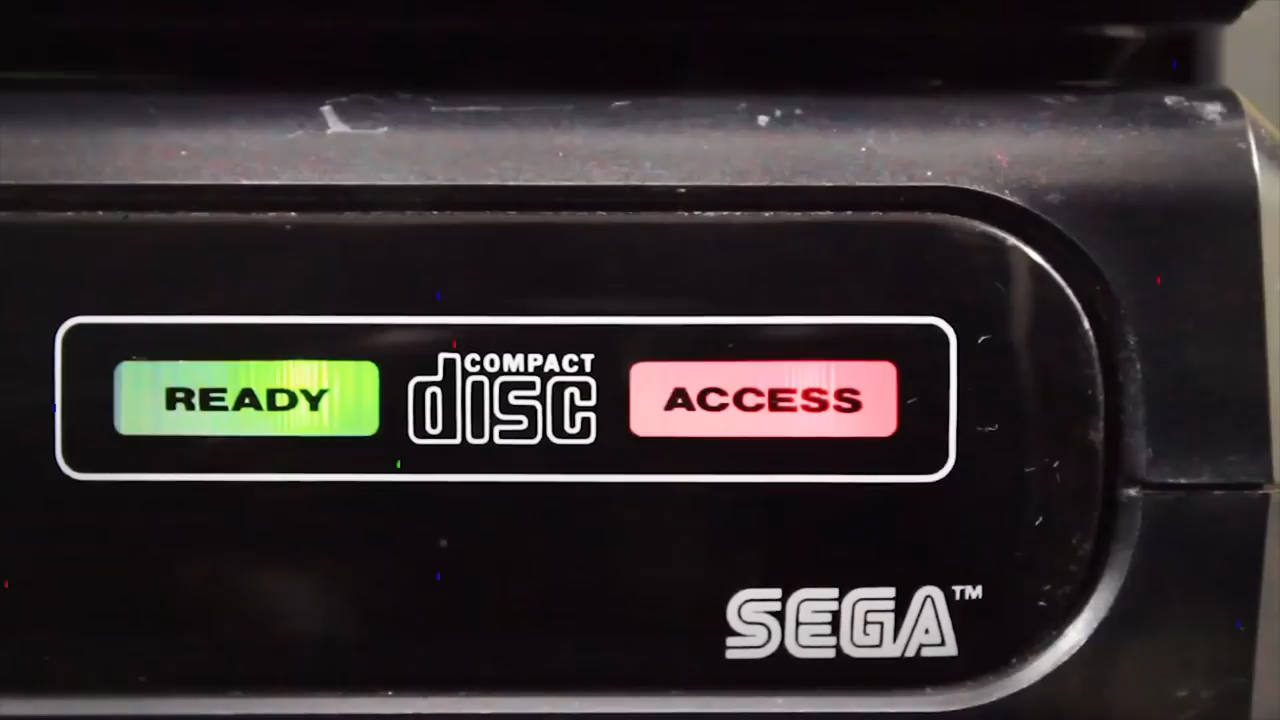 READY
COMPACT
disc
ACCESS
SEGA™